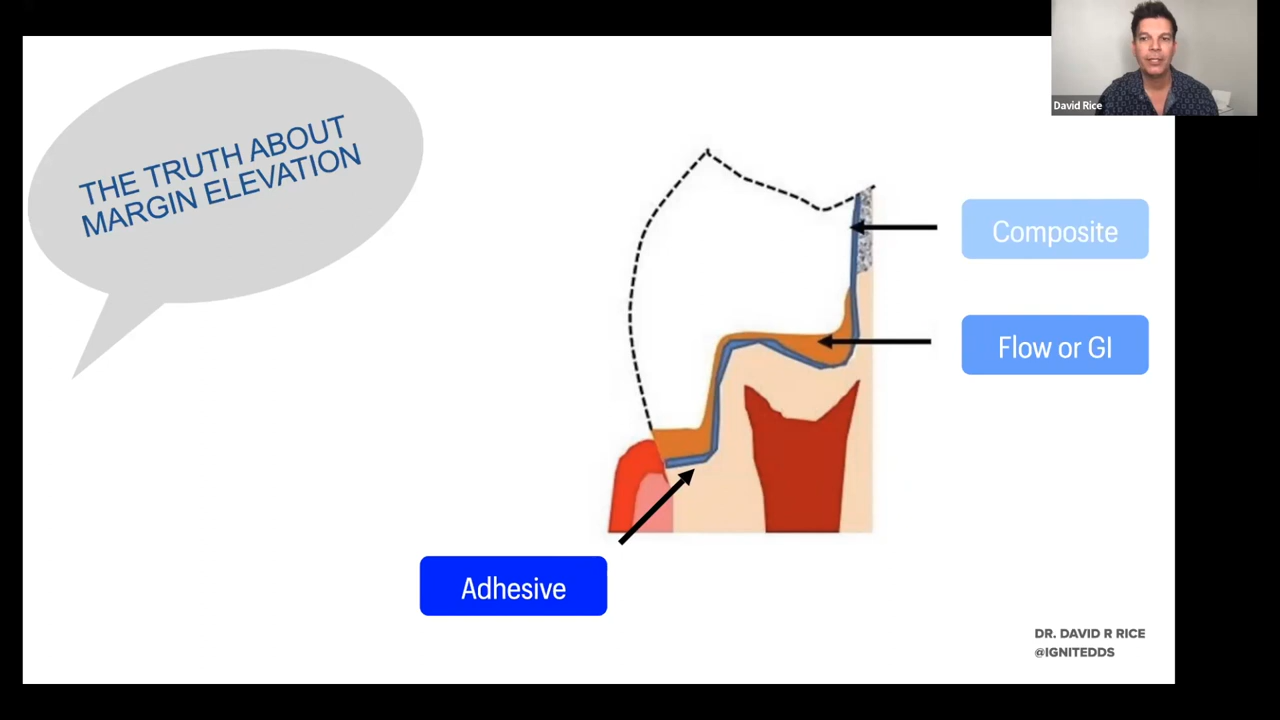 THE TRUTH ABOUT
MARGIN ELEVATION
David Rice
Composite
Flow or GI
Adhesive
DR. DAVID R RICE
@IGNITEDDS